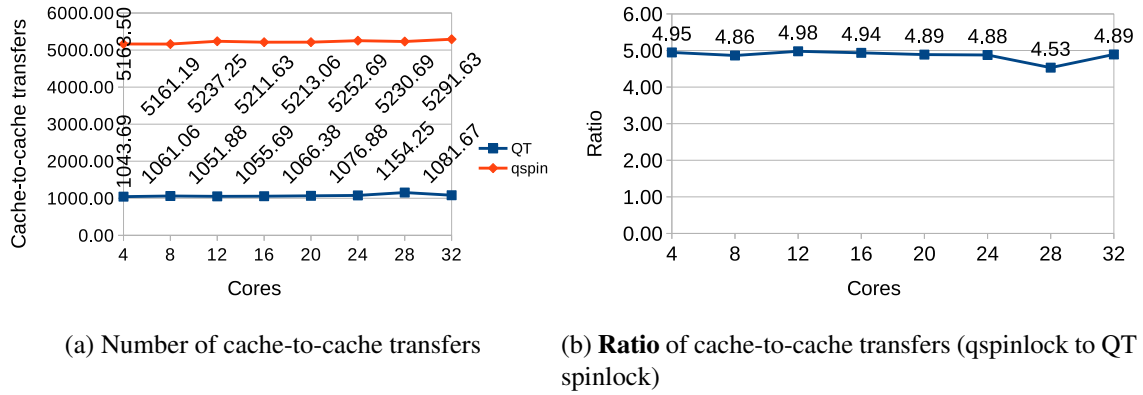 6000.00
5000.00
4000.00
3000.00
2000.00
1000.00
0.00
Cache-to-cache transfers
5163.50
5161.19
5237.25
5211.63
5213.06
5252.69
5230.69
5291.63
1043.69
1061.06
1051.88
1055.69
1066.38
1076.88
1154.25
1081.67
QT
qspin
4 8 12 16 20 24 28 32
Cores
(a) Number of cache-to-cache transfers
6.00
5.00
4.00
3.00
2.00
1.00
0.00
Ratio
4.95 4.86 4.98 4.94 4.89 4.88 4.53 4.89
4 8 12 16 20 24 28 32
Cores
(b) Ratio of cache-to-cache transfers (qspinlock to QT
spinlock)